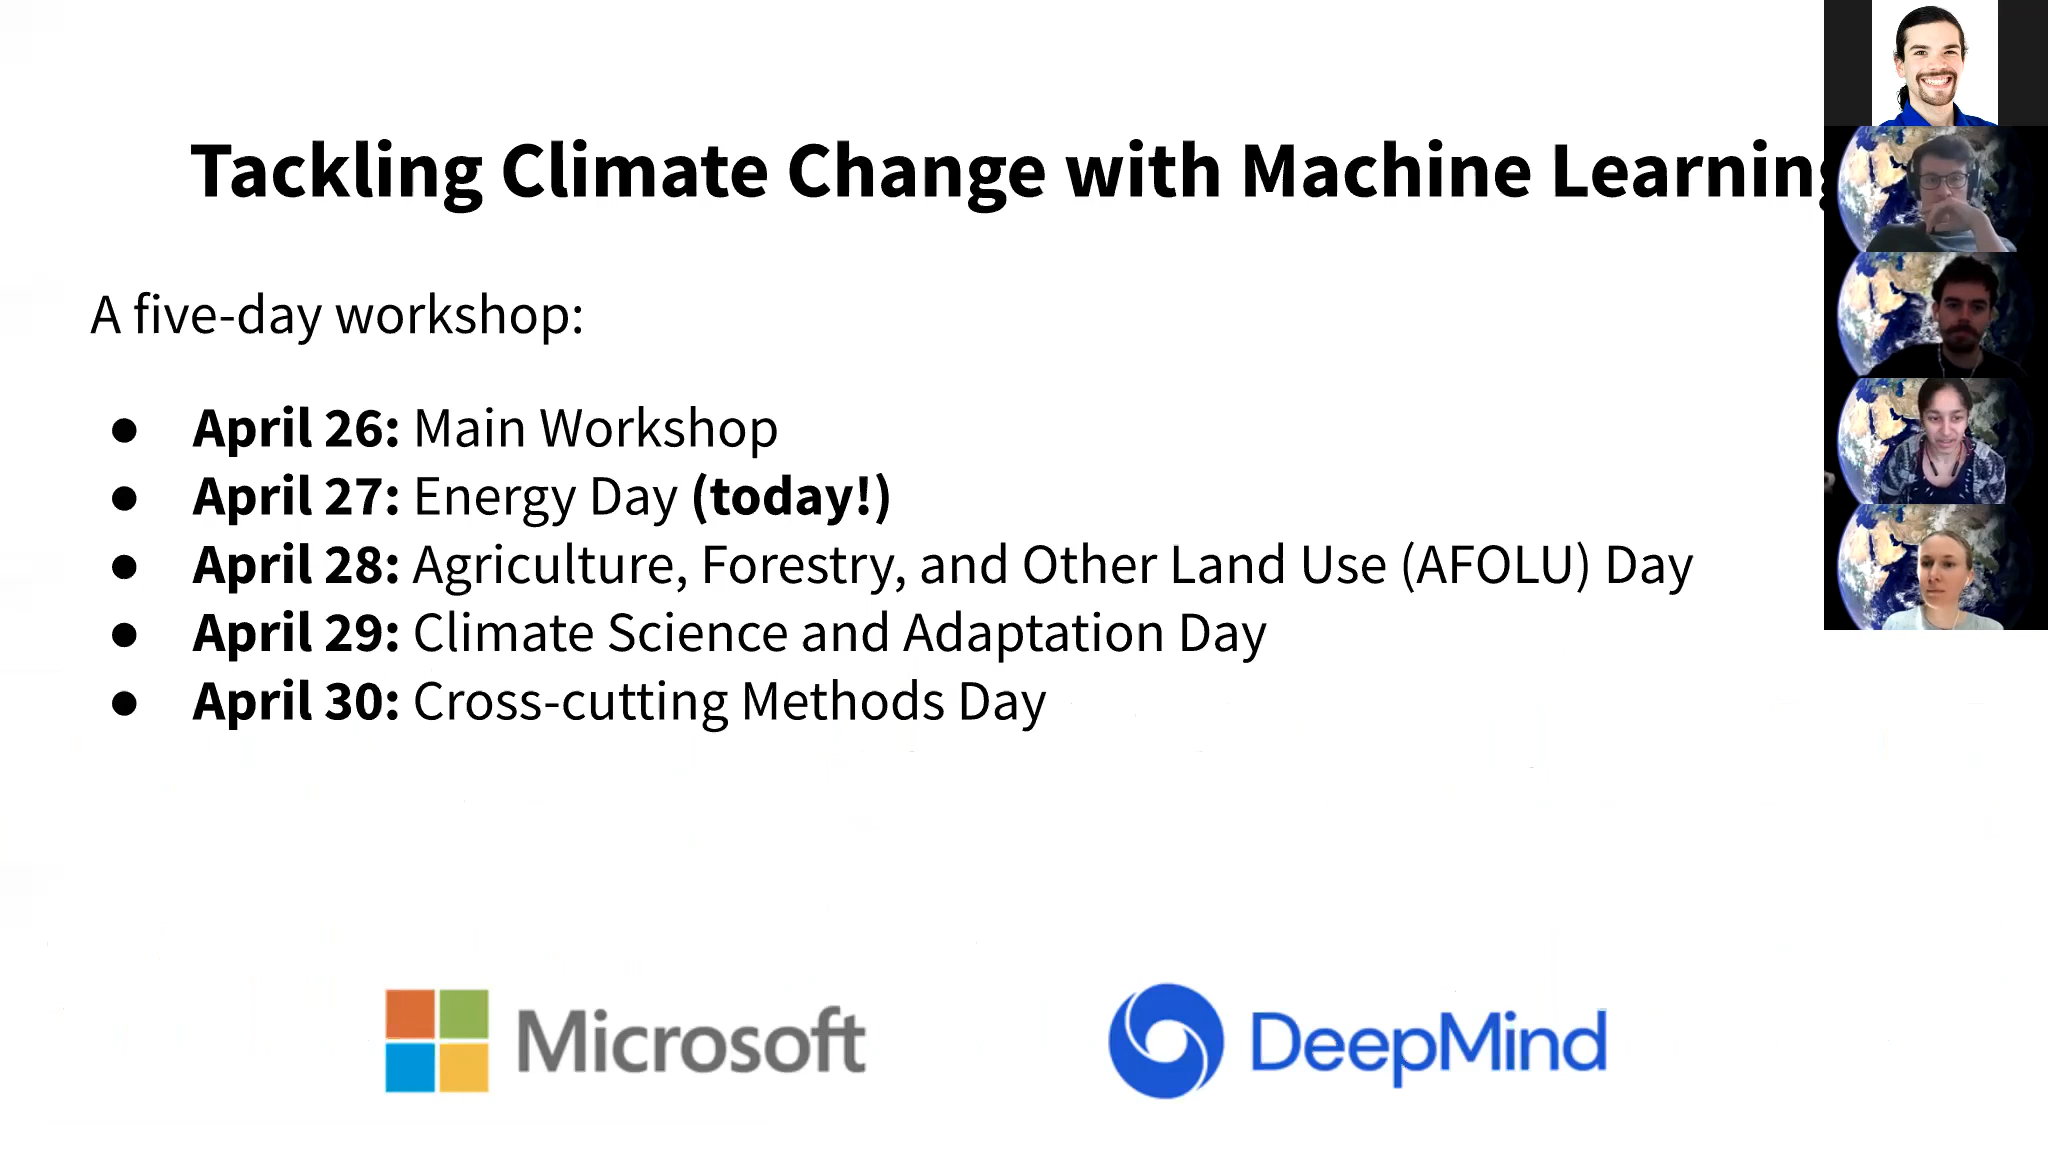 Tackling Climate Change with Machine Learning
A five-day workshop:
● April 26: Main Workshop
● April 27: Energy Day (today!)
● April 28: Agriculture, Forestry, and Other Land Use (AFOLU) Day
● April 29: Climate Science and Adaptation Day
● April 30: Cross-cutting Methods Day
Microsoft
DeepMind